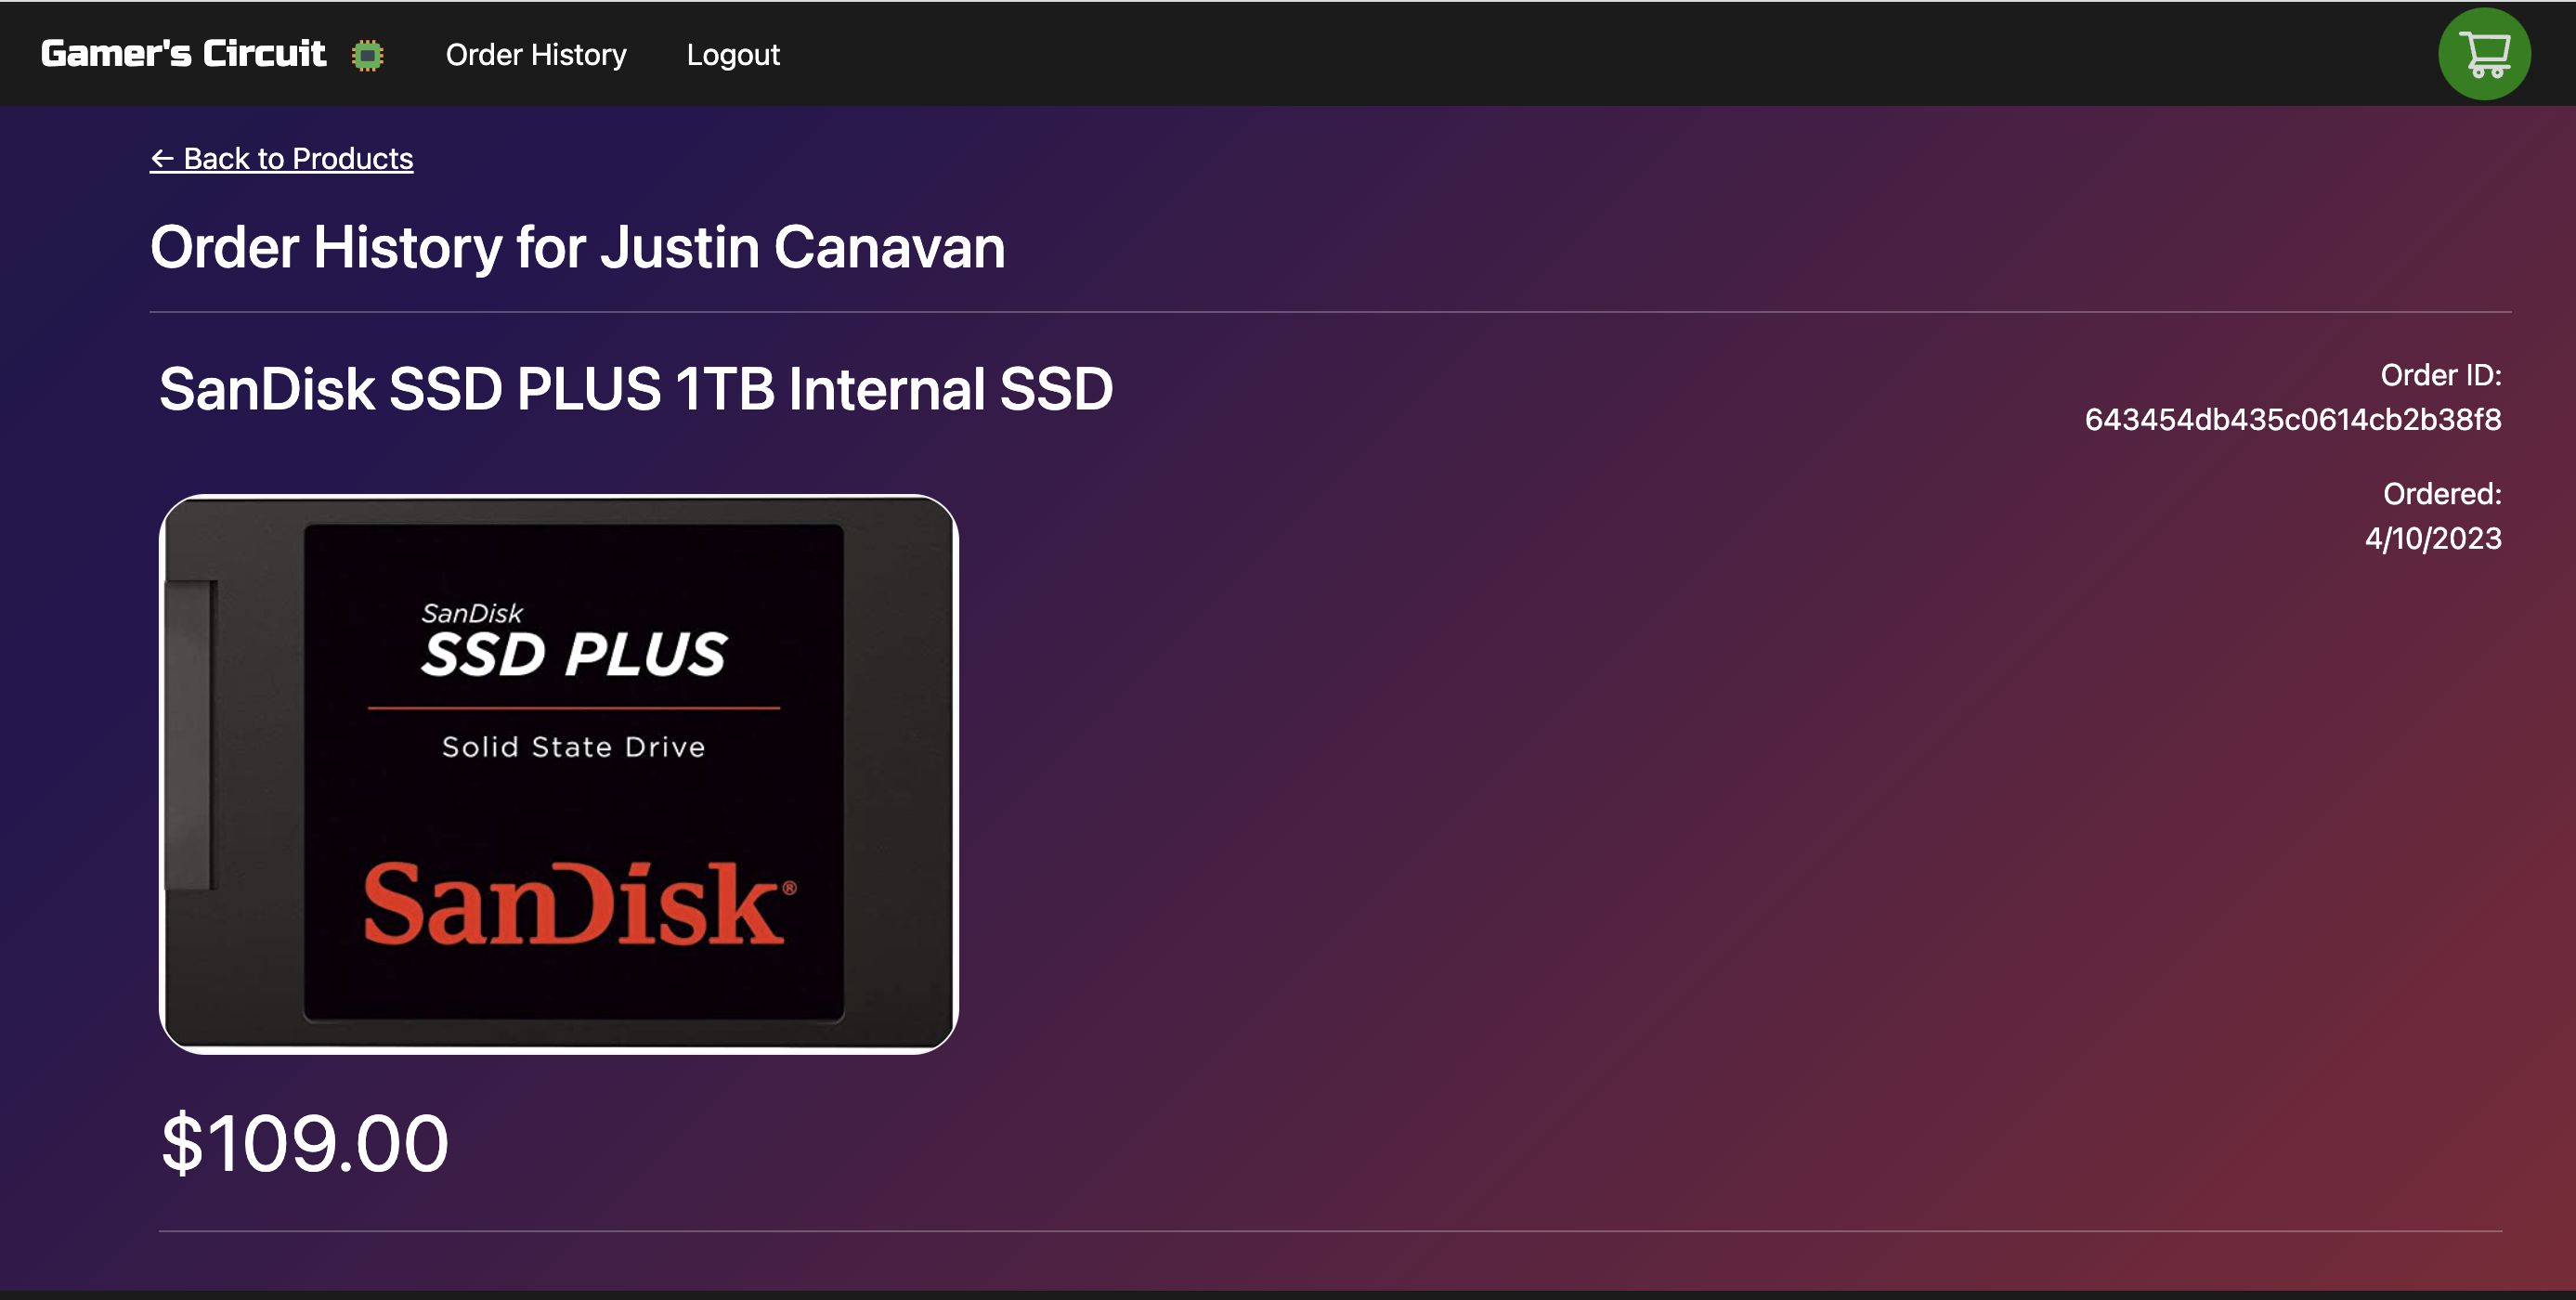 Gamer's Circuit Order History Logout
← Back to Products
Order History for Justin Canavan
SanDisk SSD PLUS 1TB Internal SSD
Order ID:
643454db435c0614cb2b38f8
Ordered:
4/10/2023
SanDisk
SSD PLUS
Solid State Drive
SanDisk®
$109.00